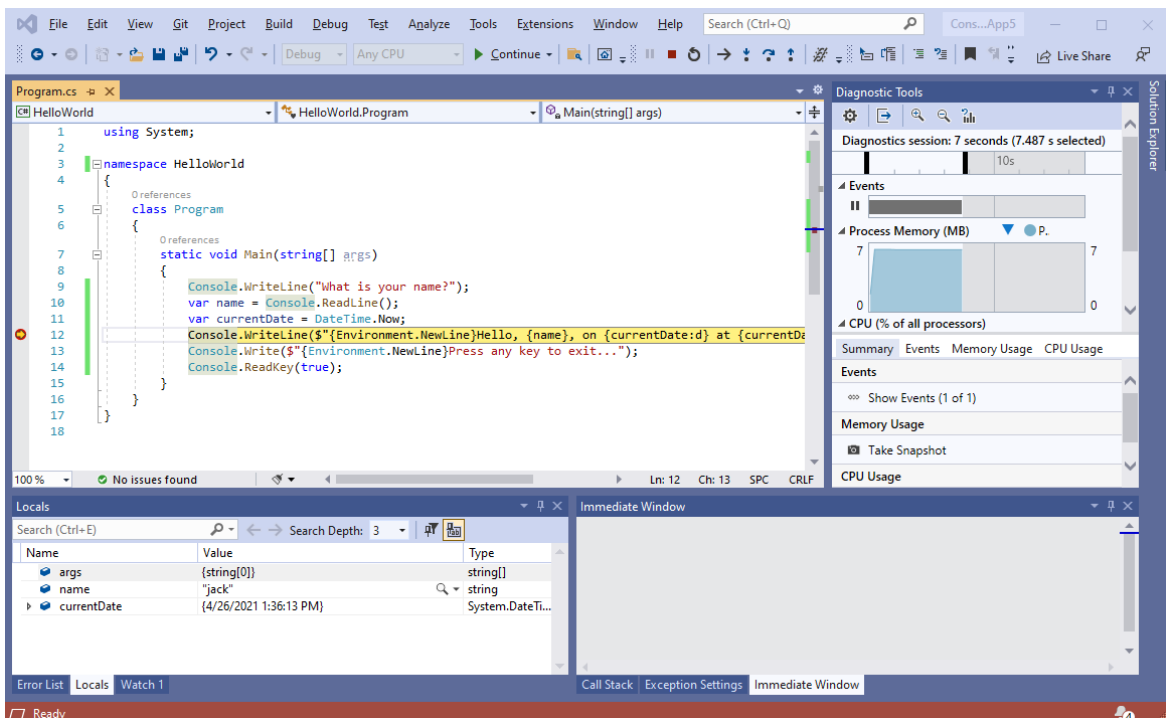 File Edit View Git Project Build Debug Test Analyze Tools Extensions Window Help Search (Ctrl+Q) Cons...App5
Debug Any CPU Continue Live Share
Program.cs
HelloWorld HelloWorld.Program Main(string[] args)
1 using System;
2
3 namespace HelloWorld
4 {
0 references
5 class Program
6 {
0 references
7 static void Main(string[] args)
8 {
9 Console.WriteLine("What is your name?");
10 var name = Console.ReadLine();
11 var currentDate = DateTime.Now;
12 Console.WriteLine($"{Environment.NewLine}Hello, {name}, on {currentDate:d} at {currentDa
13 Console.Write($"{Environment.NewLine}Press any key to exit...");
14 Console.ReadKey(true);
15 }
16 }
17 }
18
100 % No issues found Ln: 12 Ch: 13 SPC CRLF
Diagnostic Tools
Diagnostics session: 7 seconds (7.487 s selected)
10s
Events
Process Memory (MB) P..
7 7
0 0
CPU (% of all processors)
Summary Events Memory Usage CPU Usage
Events
Show Events (1 of 1)
Memory Usage
Take Snapshot
CPU Usage
Solution Explorer
Locals
Search (Ctrl+E) Search Depth: 3
Name Value Type
args {string[0]} string[]
name "jack" string
currentDate {4/26/2021 1:36:13 PM} System.DateTi...
Error List Locals Watch 1
Immediate Window
Call Stack Exception Settings Immediate Window
Ready 4